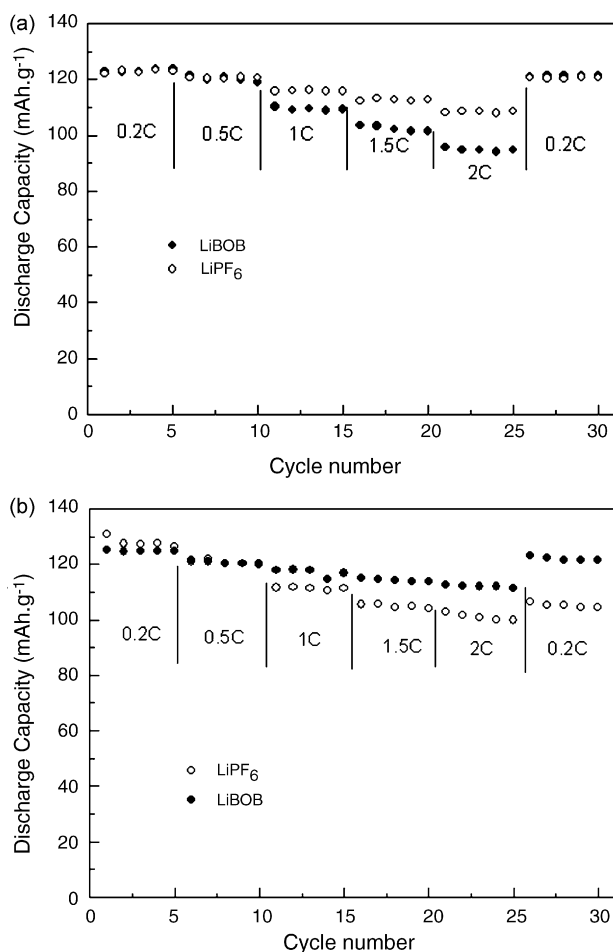 (a)
140
120
100
80
60
40
20
0
Discharge Capacity (mAh.g⁻¹)
0.2C
0.5C
1C
1.5C
2C
0.2C
LiBOB
LiPF₆
0 5 10 15 20 25 30
Cycle number
(b)
140
120
100
80
60
40
20
0
Discharge Capacity (mAh.g⁻¹)
0.2C
0.5C
1C
1.5C
2C
0.2C
LiPF₆
LiBOB
0 5 10 15 20 25 30
Cycle number